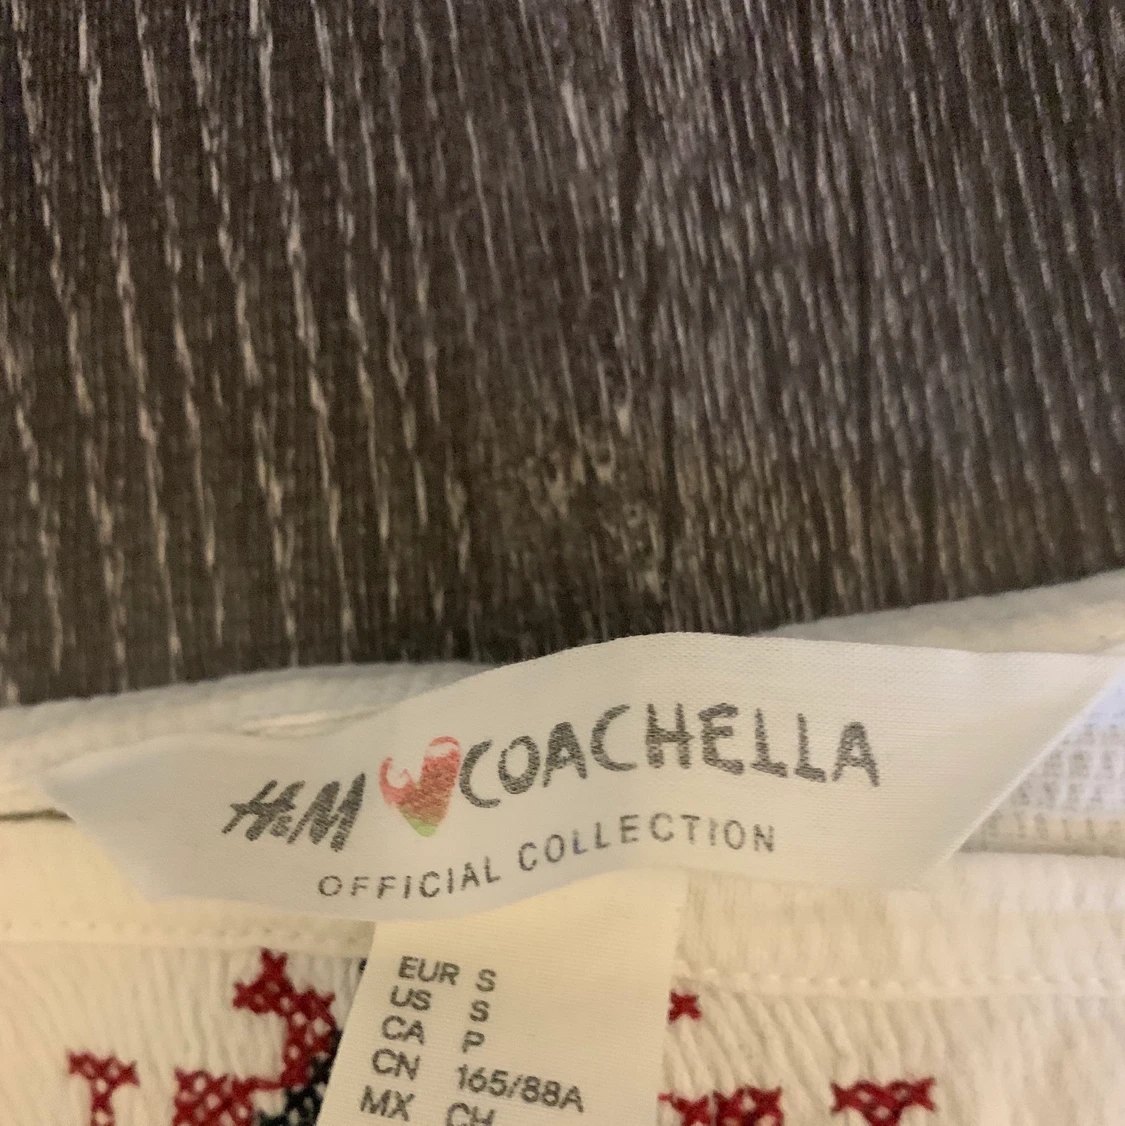 H&M COACHELLA
OFFICIAL COLLECTION
EUR S
US S
CA P
CN 165/88A
MX CH